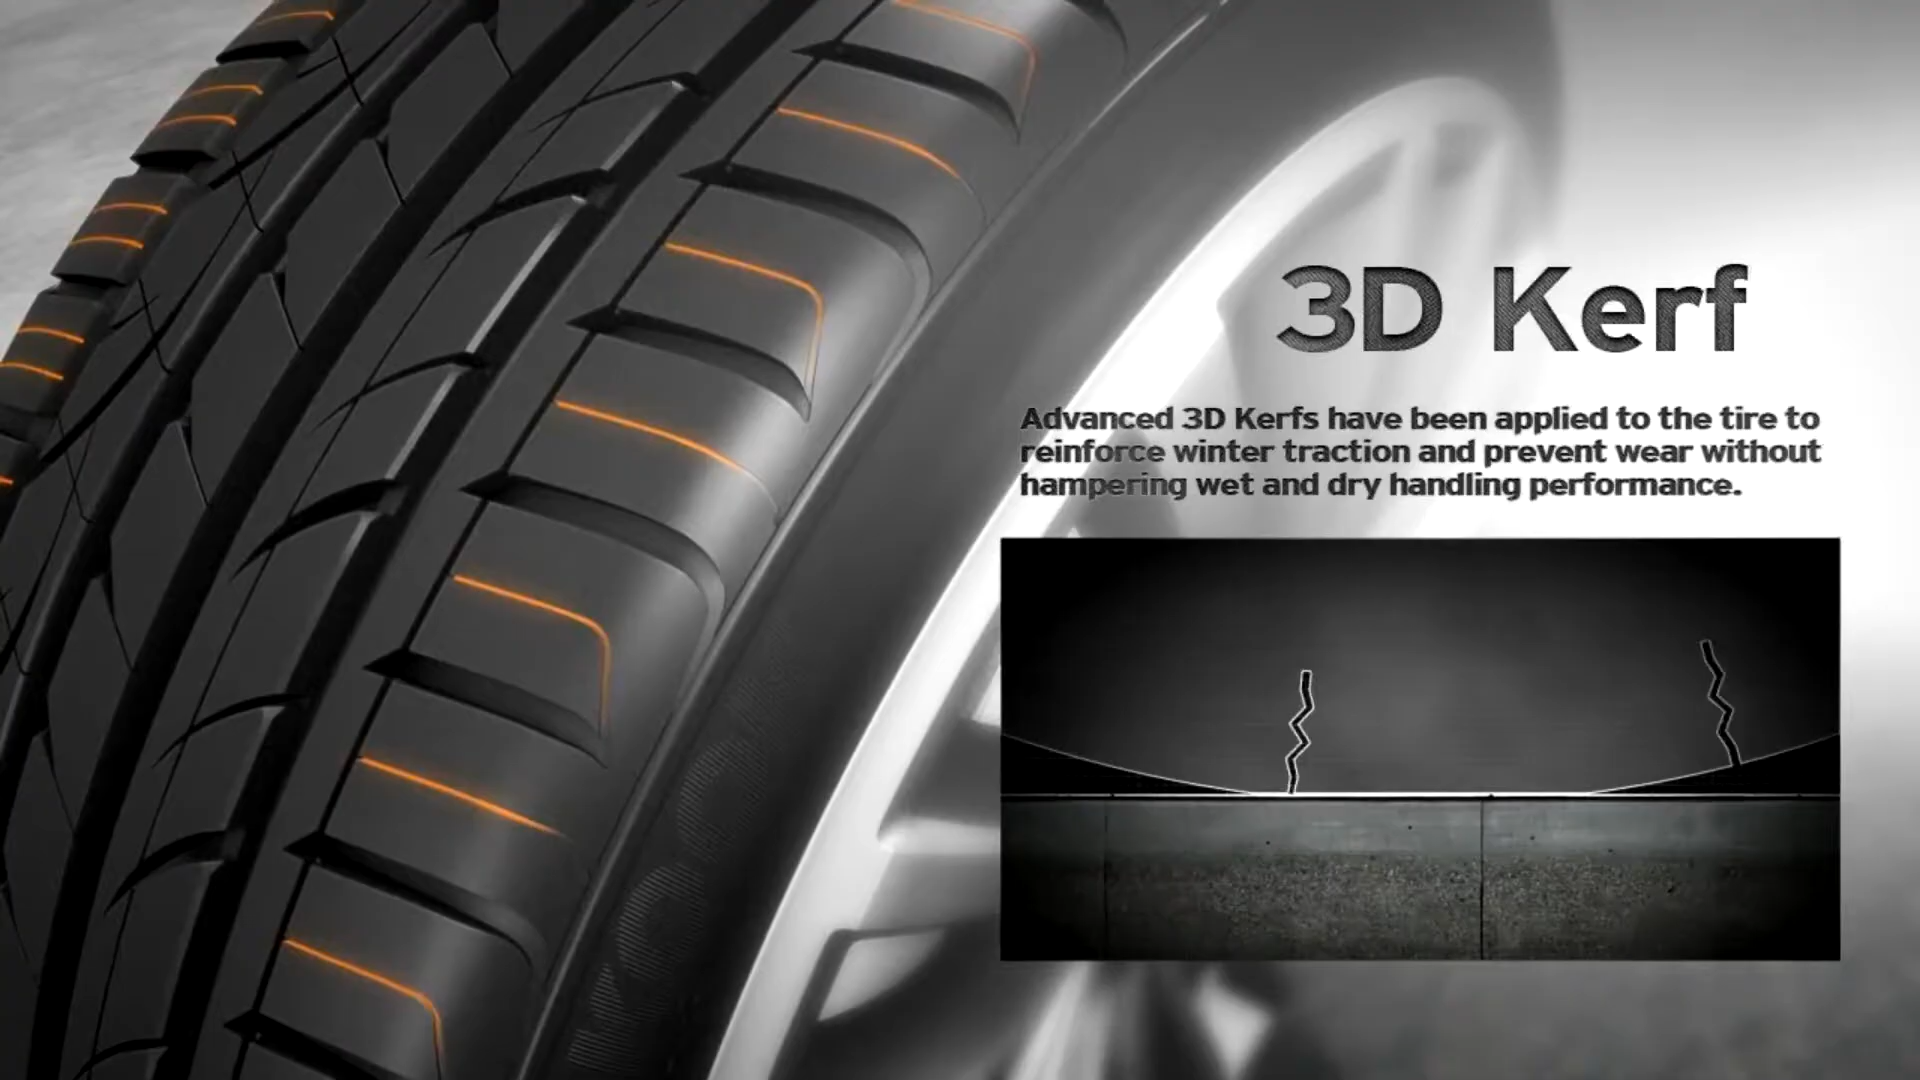 3D Kerf
Advanced 3D Kerfs have been applied to the tire to
reinforce winter traction and prevent wear without
hampering wet and dry handling performance.